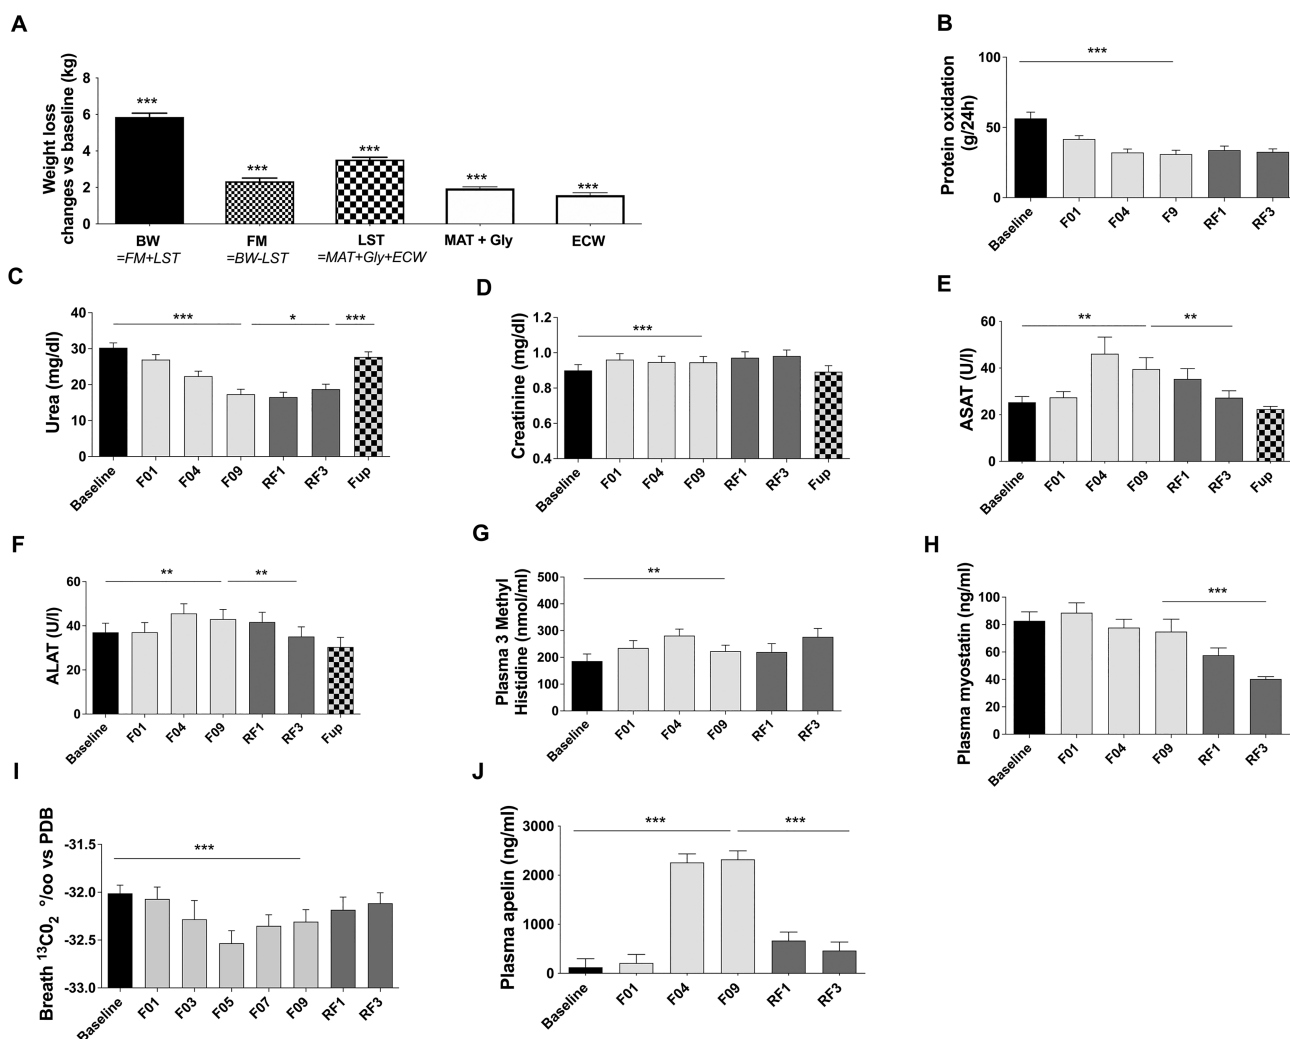 A
Weight loss
changes vs baseline (kg)
8
6
4
2
0
***
***
***
***
***
BW
FM
LST
MAT + Gly
ECW
=FM+LST
=BW-LST
=MAT+Gly+ECW
B
Protein oxidation
(g/24h)
100
50
0
***
Baseline
F01
F04
F9
RF1
RF3
C
Urea (mg/dl)
40
30
20
10
0
***
*
***
Baseline
F01
F04
F09
RF1
RF3
Fup
D
Creatinine (mg/dl)
1.2
1.0
0.8
0.6
0.4
***
Baseline
F01
F04
F09
RF1
RF3
Fup
E
ASAT (U/l)
60
40
20
0
**
**
Baseline
F01
F04
F09
RF1
RF3
Fup
F
ALAT (U/l)
60
40
20
0
**
**
Baseline
F01
F04
F09
RF1
RF3
Fup
G
Plasma 3 Methyl
Histidine (nmol/ml)
500
400
300
200
100
0
**
Baseline
F01
F04
F09
RF1
RF3
H
Plasma myostatin (ng/ml)
100
80
60
40
20
0
***
Baseline
F01
F04
F09
RF1
RF3
I
Breath ¹³C0₂ °/oo vs PDB
-31.5
-32.0
-32.5
-33.0
***
Baseline
F01
F03
F05
F07
F09
RF1
RF3
J
Plasma apelin (ng/ml)
3000
2000
1000
0
***
***
Baseline
F01
F04
F09
RF1
RF3